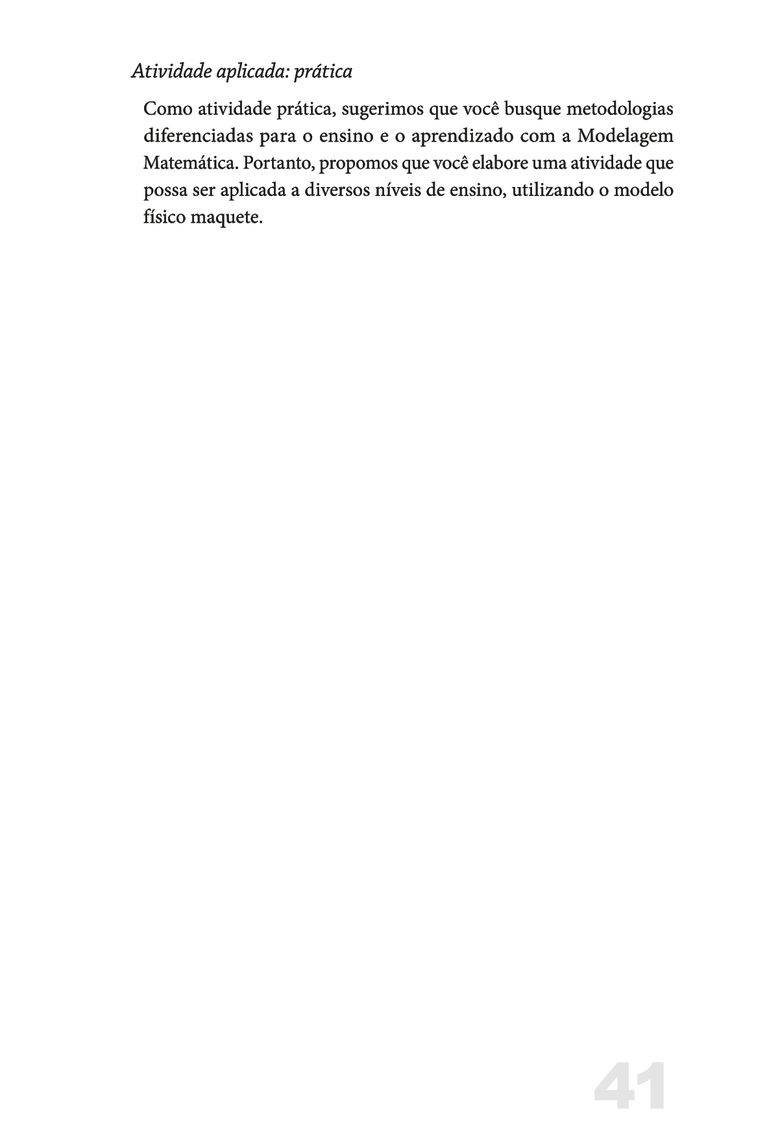 Atividade aplicada: prática
Como atividade prática, sugerimos que você busque metodologias
diferenciadas para o ensino e o aprendizado com a Modelagem
Matemática. Portanto, propomos que você elabore uma atividade que
possa ser aplicada a diversos níveis de ensino, utilizando o modelo
físico maquete.
41